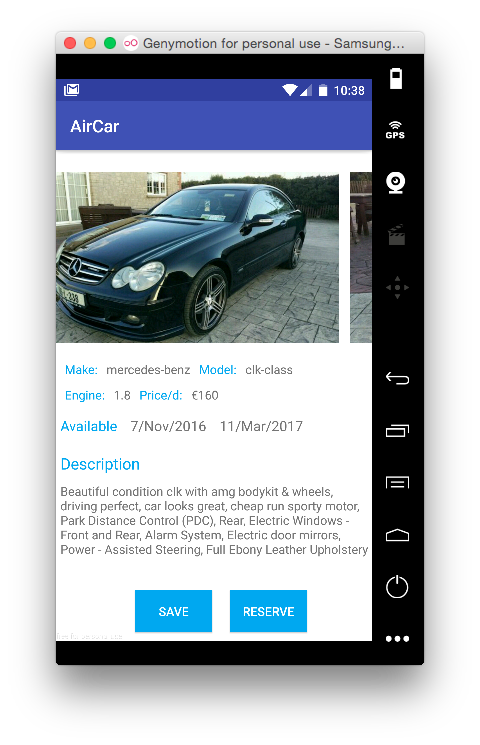 Genymotion for personal use - Samsung...
10:38
AirCar
GPS
Make: mercedes-benz Model: clk-class
Engine: 1.8 Price/d: €160
Available 7/Nov/2016 11/Mar/2017
Description
Beautiful condition clk with amg bodykit & wheels,
driving perfect, car looks great, cheap run sporty motor,
Park Distance Control (PDC), Rear, Electric Windows -
Front and Rear, Alarm System, Electric door mirrors,
Power - Assisted Steering, Full Ebony Leather Upholstery
SAVE RESERVE